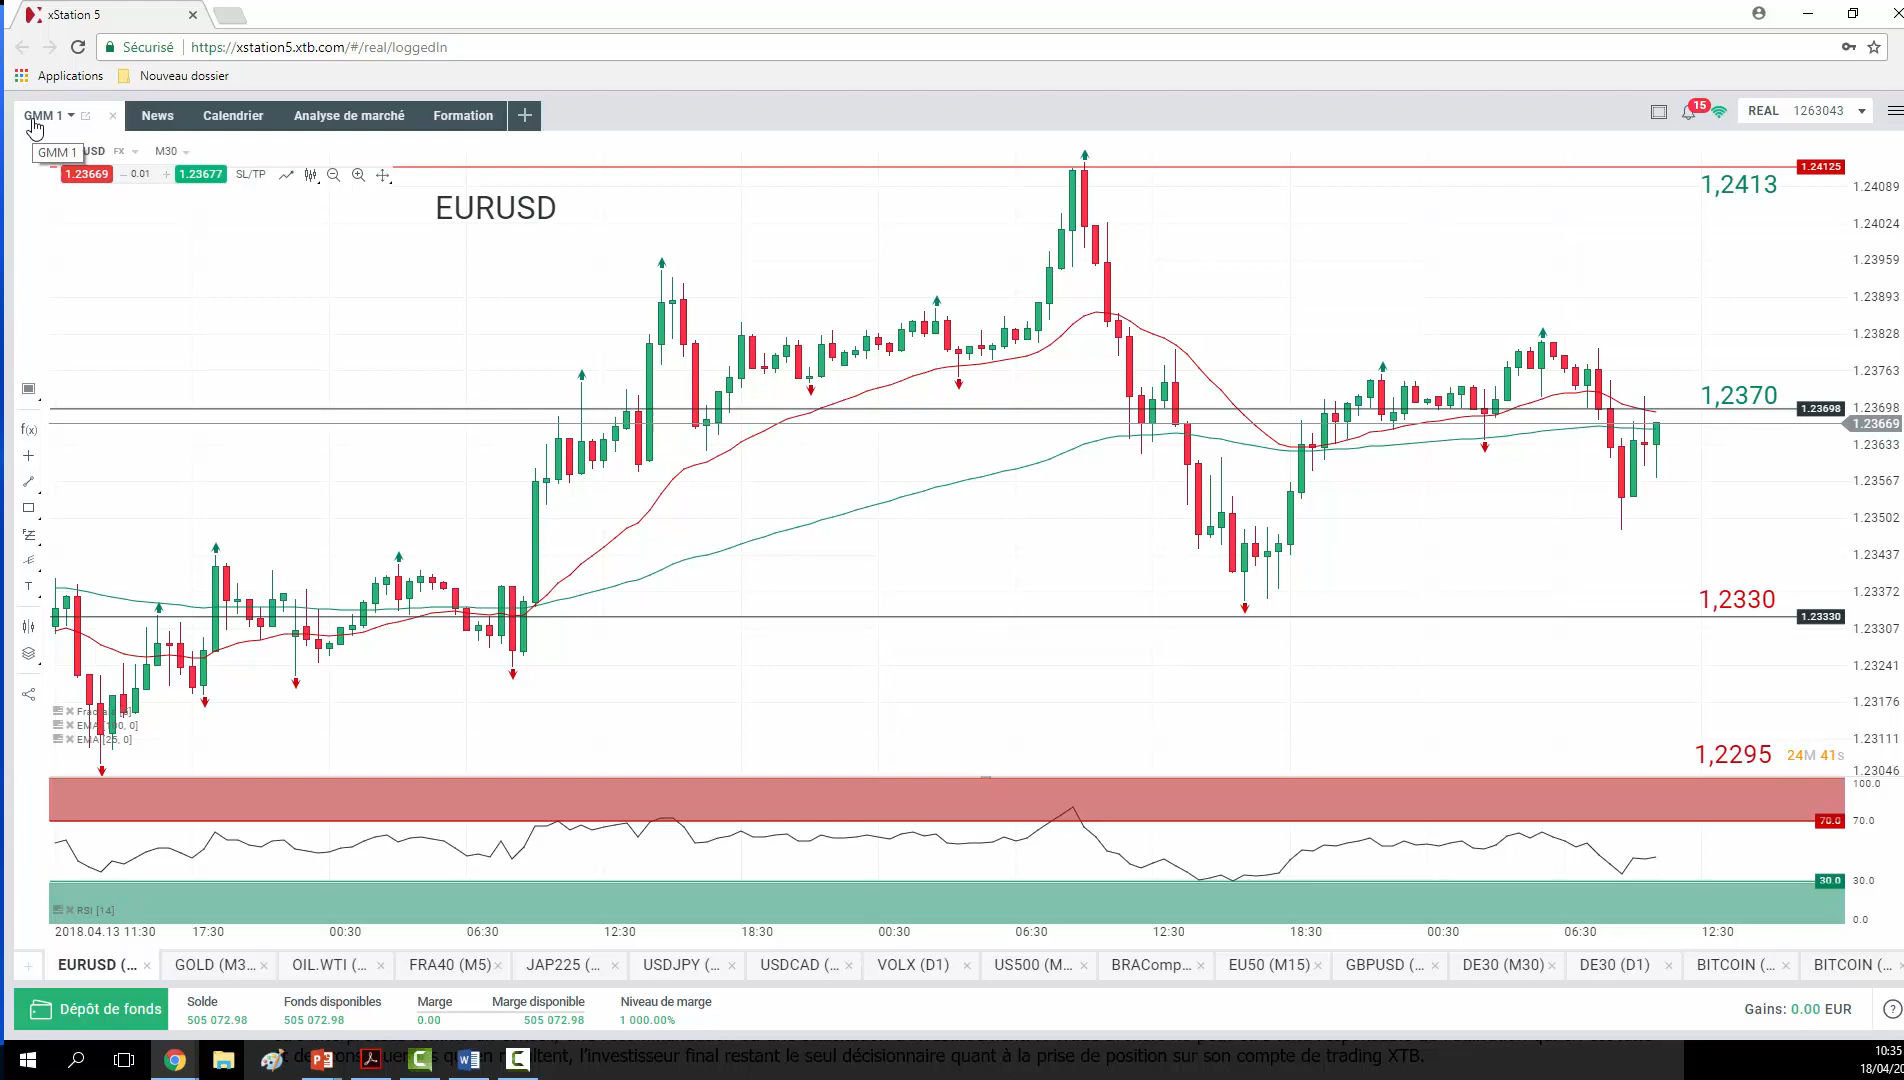 xStation 5
Sécurisé https://xstation5.xtb.com/#/real/loggedIn
Applications Nouveau dossier
GMM 1 News Calendrier Analyse de marché Formation 15 REAL 1263043
GMM 1 USD FX M30
1.23669 0.01 1.23677 SL/TP
EURUSD
1.24125
1,2413
1.24089
1.24024
1.23959
1.23893
1.23828
1.23763
1,2370
1.23698 1.23698
1.23669
1.23633
1.23567
1.23502
1.23437
1.23372
1,2330
1.23330
1.23307
1.23241
1.23176
1.23111
1.23046
EMA [100, 0]
EMA [25, 0]
1,2295 24M 41s
100.0
70.0 70.0
30.0 30.0
0.0
RSI [14]
2018.04.13 11:30 17:30 00:30 06:30 12:30 18:30 00:30 06:30 12:30 18:30 00:30 06:30 12:30
EURUSD (... GOLD (M3... OIL.WTI (... FRA40 (M5) JAP225 (... USDJPY (... USDCAD (... VOLX (D1) US500 (M... BRAComp... EU50 (M15) GBPUSD (... DE30 (M30) DE30 (D1) BITCOIN (... BITCOIN (...
Dépôt de fonds
Solde Fonds disponibles Marge Marge disponible Niveau de marge
505 072.98 505 072.98 0.00 505 072.98 1 000.00%
Gains: 0.00 EUR
l'investisseur final restant le seul décisionnaire quant à la prise de position sur son compte de trading XTB.
10:35
18/04/20